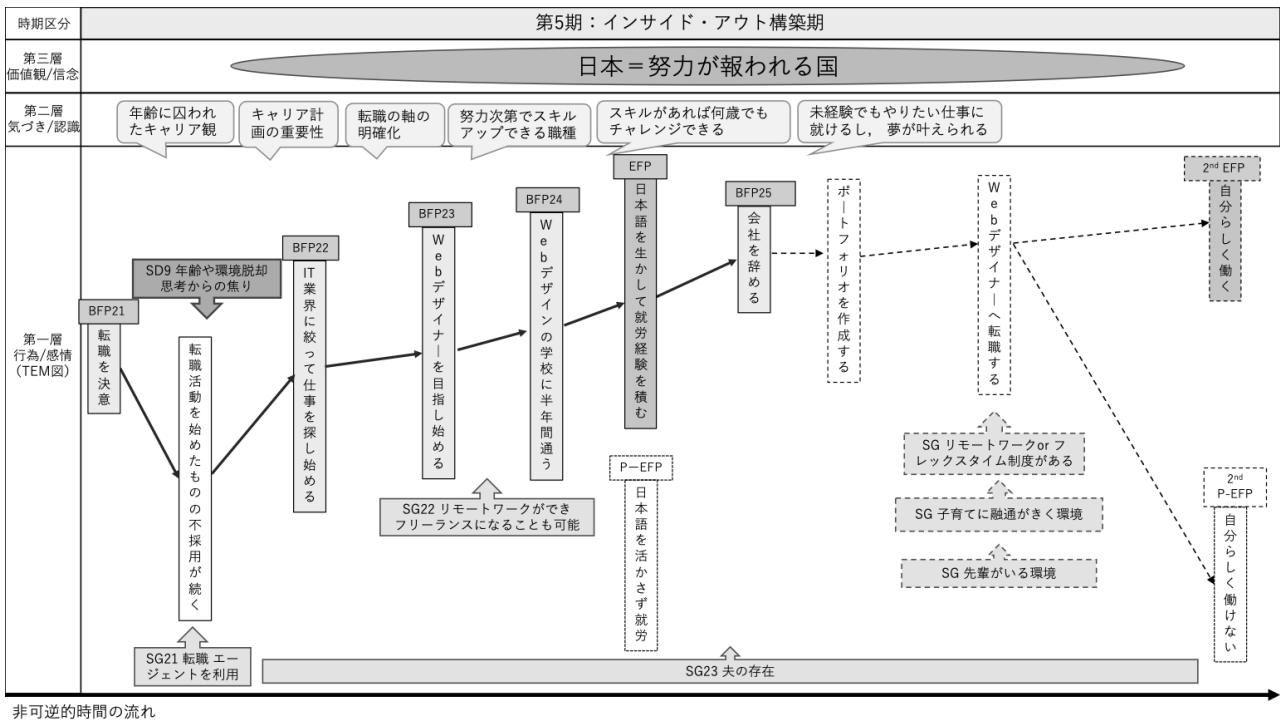 時期区分
第5期：インサイド・アウト構築期
第三層
価値観/信念
日本＝努力が報われる国
第二層
気づき/認識
年齢に囚われ
たキャリア観
キャリア計
画の重要性
転職の軸の
明確化
努力次第でスキル
アップできる職種
スキルがあれば何歳でも
チャレンジできる
未経験でもやりたい仕事に
就けるし， 夢が叶えられる
第一層
行為/感情
（TEM図）
BFP21
転職を決意
SD9 年齢や環境脱却
思考からの焦り
転職活動を始めたものの不採用が続く
SG21 転職 エー
ジェントを利用
BFP22
IT業界に絞って仕事を探し始める
BFP23
Webデザイナーを目指し始める
SG22 リモートワークができ
フリーランスになることも可能
BFP24
Webデザインの学校に半年間通う
EFP
日本語を生かして就労経験を積む
P－EFP
日本語を活かさず就労
BFP25
会社を辞める
ポートフォリオを作成する
Webデザイナーへ転職する
SG リモートワークor フ
レックスタイム制度がある
SG 子育てに融通がきく環境
SG 先輩がいる環境
2nd EFP
自分らしく働く
2nd
P-EFP
自分らしく働けない
SG23 夫の存在
非可逆的時間の流れ